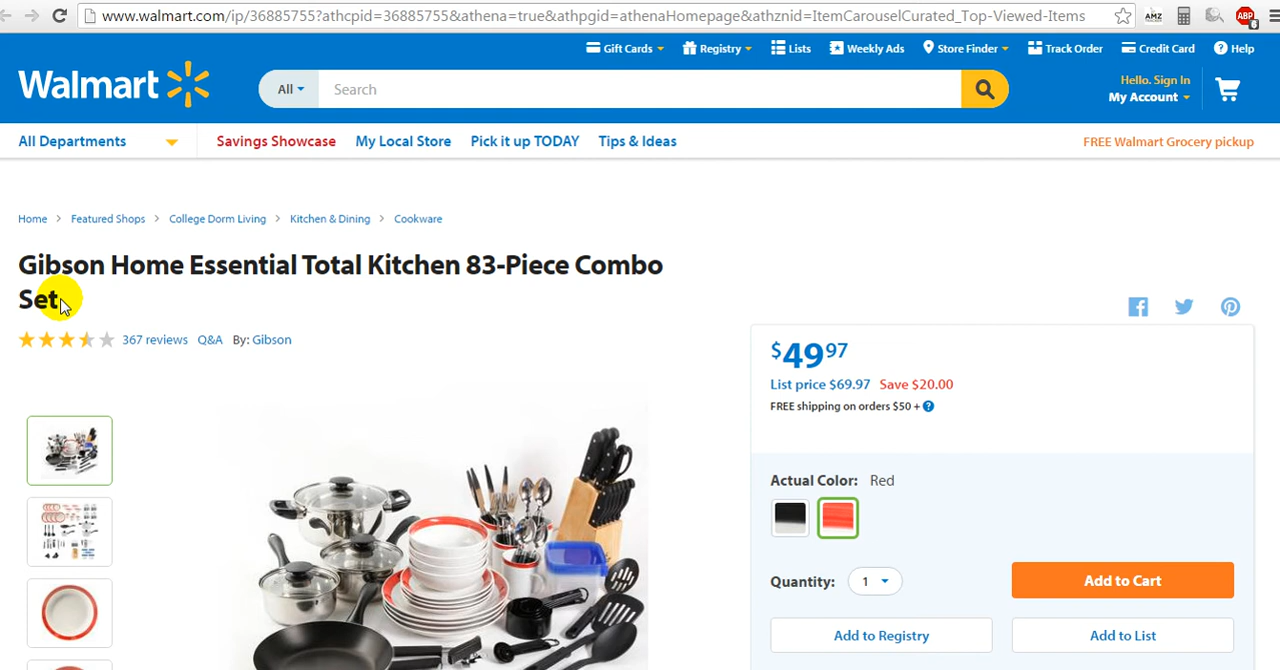 www.walmart.com/ip/36885755?athcpid=36885755&athena=true&athpgid=athenaHomepage&athznid=ItemCarouselCurated_Top-Viewed-Items
AMZ
ABP
6
Gift Cards
Registry
Lists
Weekly Ads
Store Finder
Track Order
Credit Card
Help
Walmart
All
Search
Hello. Sign In
My Account
All Departments
Savings Showcase
My Local Store
Pick it up TODAY
Tips & Ideas
FREE Walmart Grocery pickup
Home > Featured Shops > College Dorm Living > Kitchen & Dining > Cookware
Gibson Home Essential Total Kitchen 83-Piece Combo
Set
367 reviews Q&A By: Gibson
$49 97
List price $69.97 Save $20.00
FREE shipping on orders $50 + ?
Actual Color: Red
Quantity: 1
Add to Cart
Add to Registry
Add to List